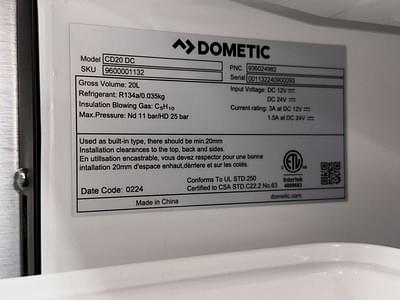 DOMETIC
Model CD20 DC
SKU 9600001132
PNC 936024982
Serial 00113224090093
Gross Volume: 20L
Refrigerant: R134a/0.035kg
Insulation Blowing Gas: C₅H₁₀
Max.Pressure: Nd 11 bar/HD 25 bar
Input Voltage: DC 12V
DC 24V
Current rating: 3A at DC 12V
1.5A at DC 24V
Used as built-in type, there should be min.20mm
Installation clearances to the top, back and sides.
En utilisation encastrable, vous devez respector pour une bonne
installation 20mm d'espace enhaut,dérriere et sur les cotés.
Date Code: 0224
Conforms To UL STD.250
Certified to CSA STD.C22.2 No.63
Made in China
ETL
Intertek
4009683
dometic.com